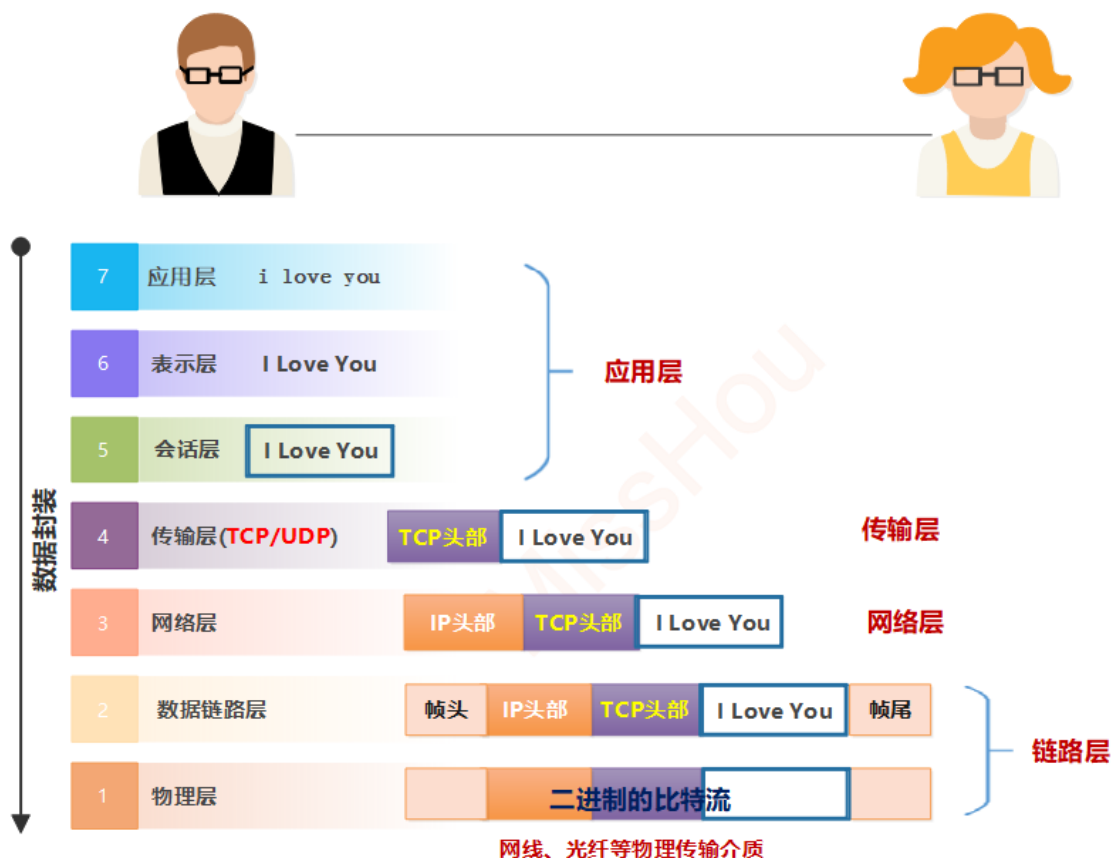 7 应用层 i love you
6 表示层 I Love You
应用层
5 会话层 I Love You
数据封装
4 传输层(TCP/UDP) TCP头部 I Love You
传输层
3 网络层 IP头部 TCP头部 I Love You
网络层
2 数据链路层 帧头 IP头部 TCP头部 I Love You 帧尾
链路层
1 物理层 二进制的比特流
网线、光纤等物理传输介质
MissHou